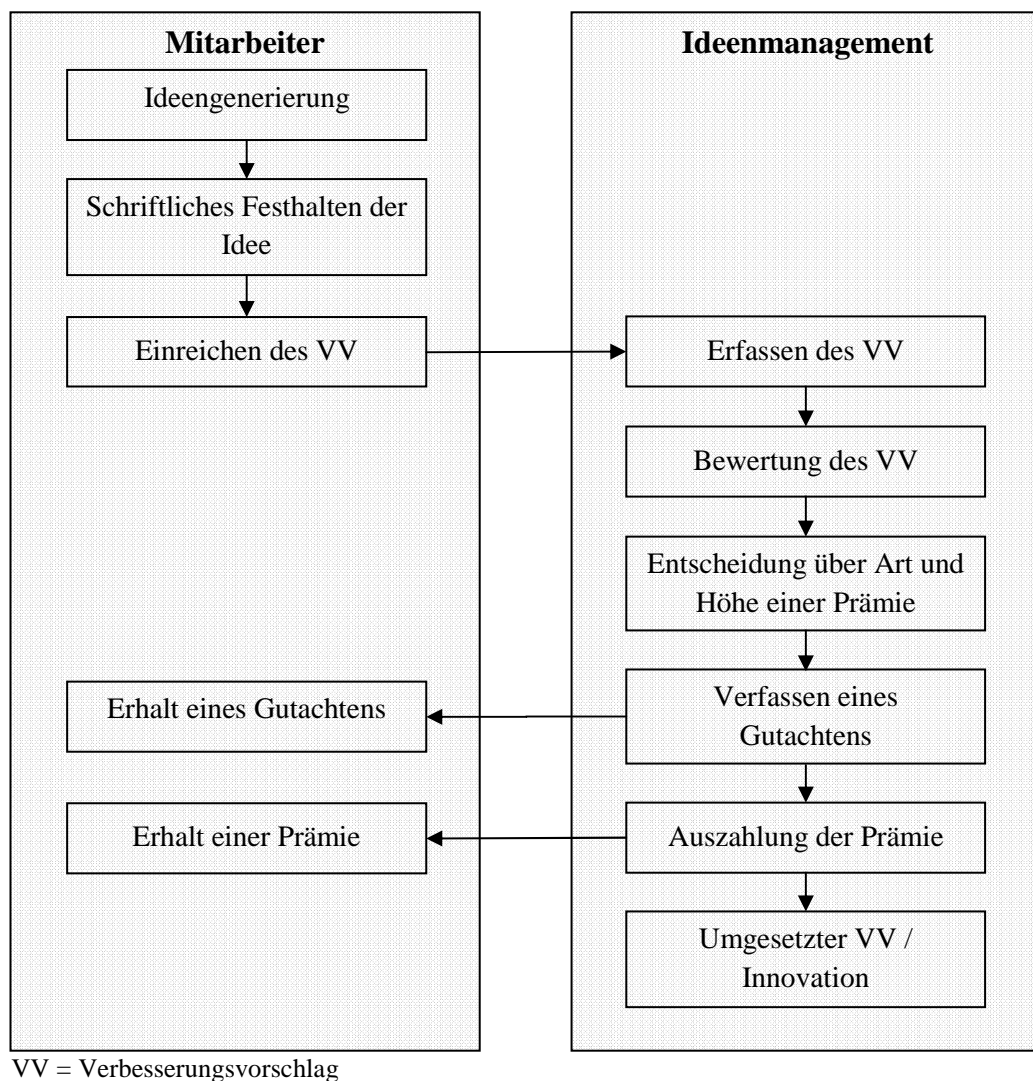 Mitarbeiter
Ideengenerierung
Schriftliches Festhalten der
Idee
Einreichen des VV
Erhalt eines Gutachtens
Erhalt einer Prämie
Ideenmanagement
Erfassen des VV
Bewertung des VV
Entscheidung über Art und
Höhe einer Prämie
Verfassen eines
Gutachtens
Auszahlung der Prämie
Umgesetzter VV /
Innovation
VV = Verbesserungsvorschlag